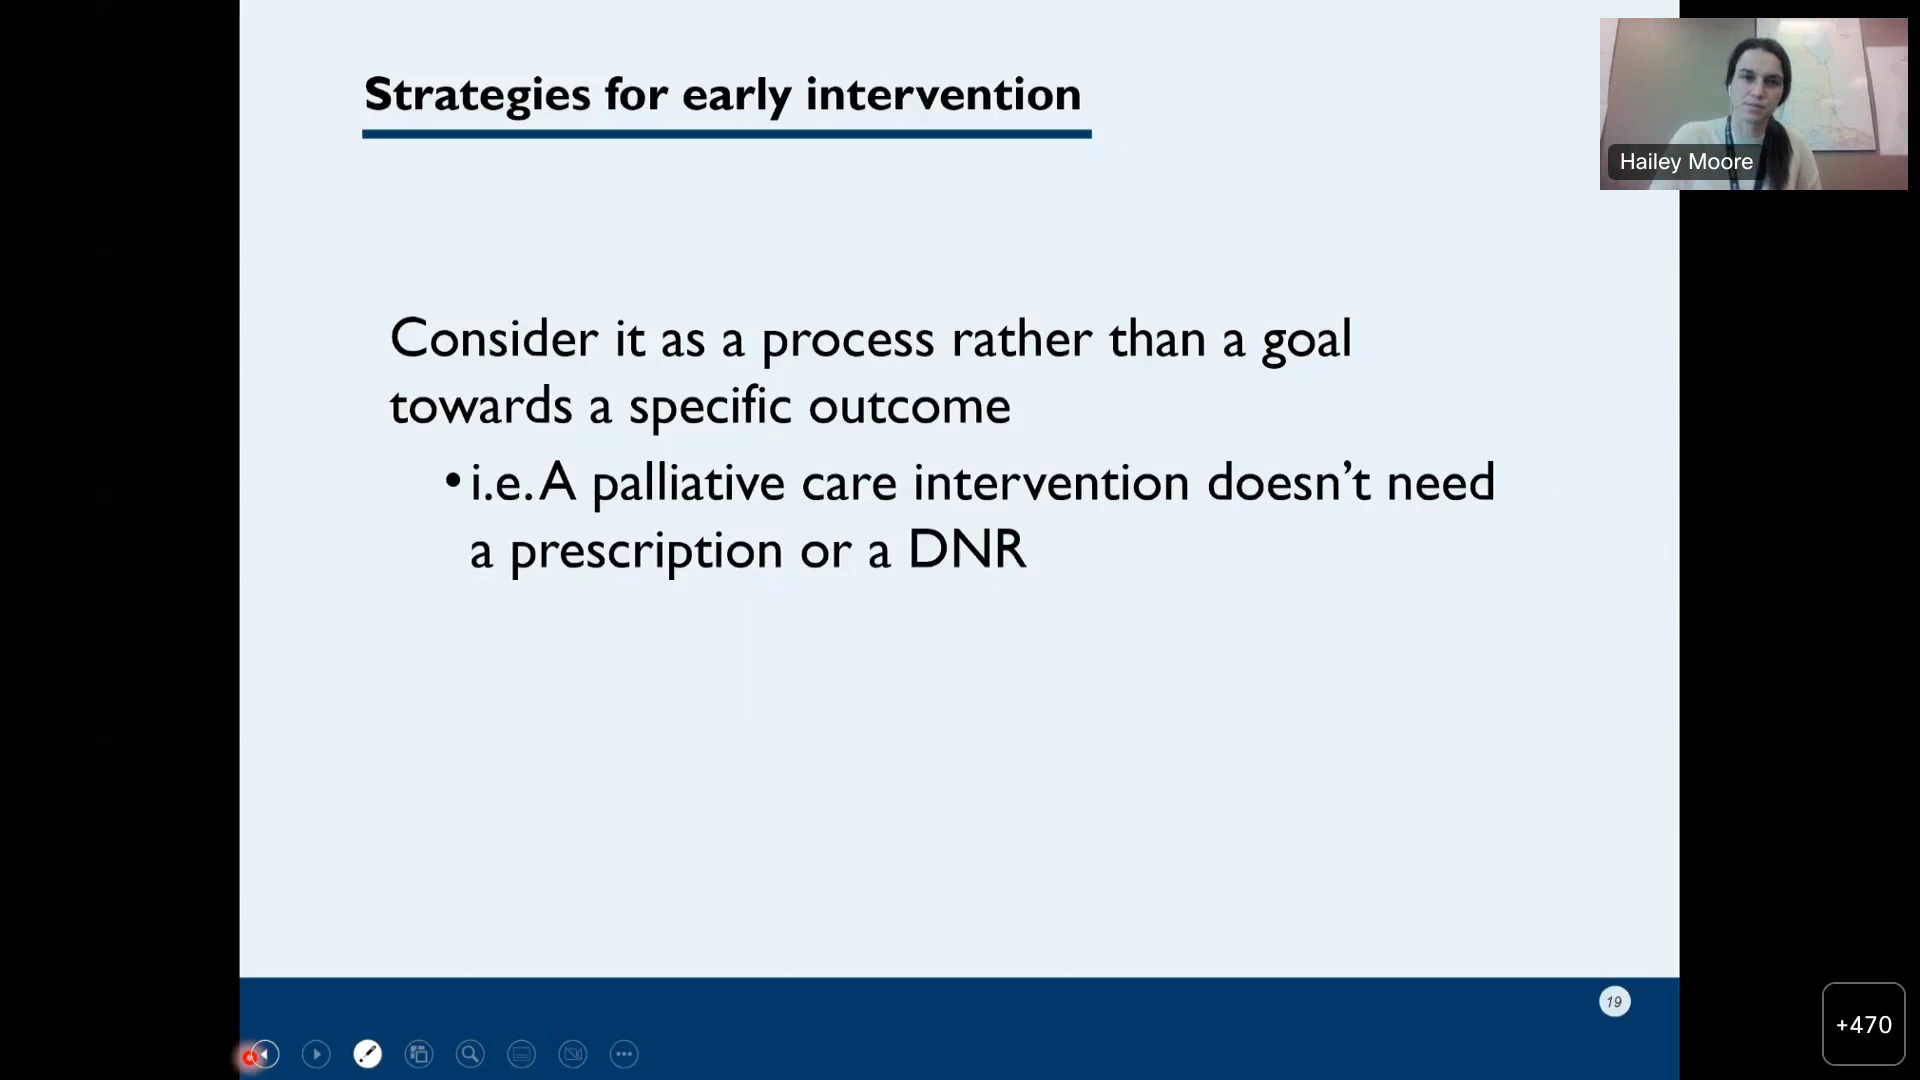 Strategies for early intervention
Hailey Moore
Consider it as a process rather than a goal
towards a specific outcome
•i.e. A palliative care intervention doesn’t need
a prescription or a DNR
19
+470